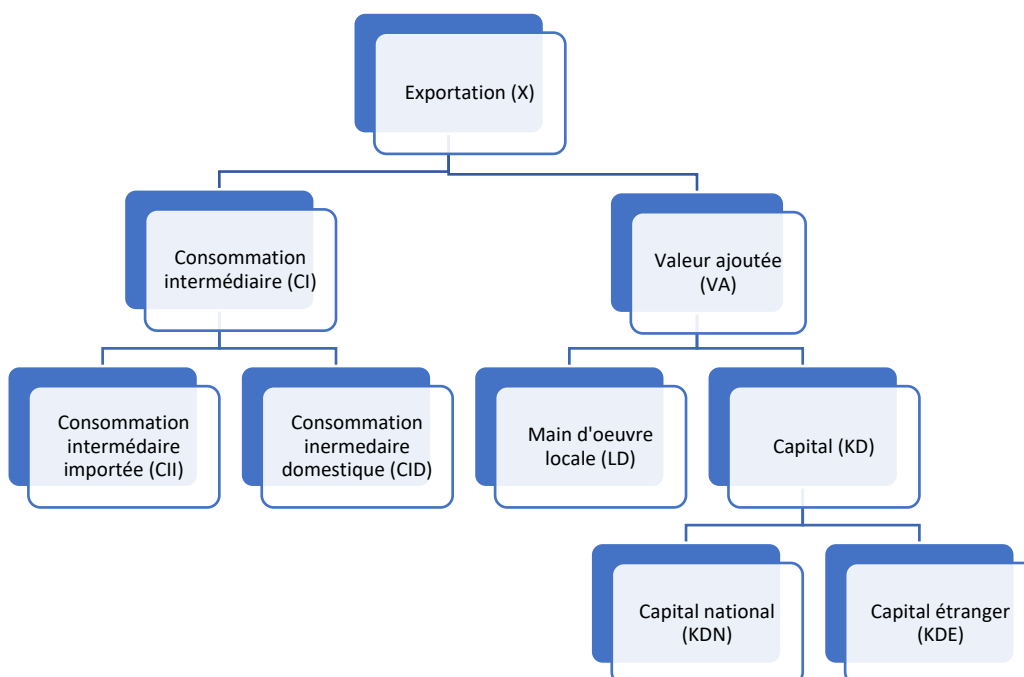 Exportation (X)
Consommation
intermédiaire (CI)
Valeur ajoutée
(VA)
Consommation
intermédaire
importée (CII)
Consommation
inermedaire
domestique (CID)
Main d'oeuvre
locale (LD)
Capital (KD)
Capital national
(KDN)
Capital étranger
(KDE)